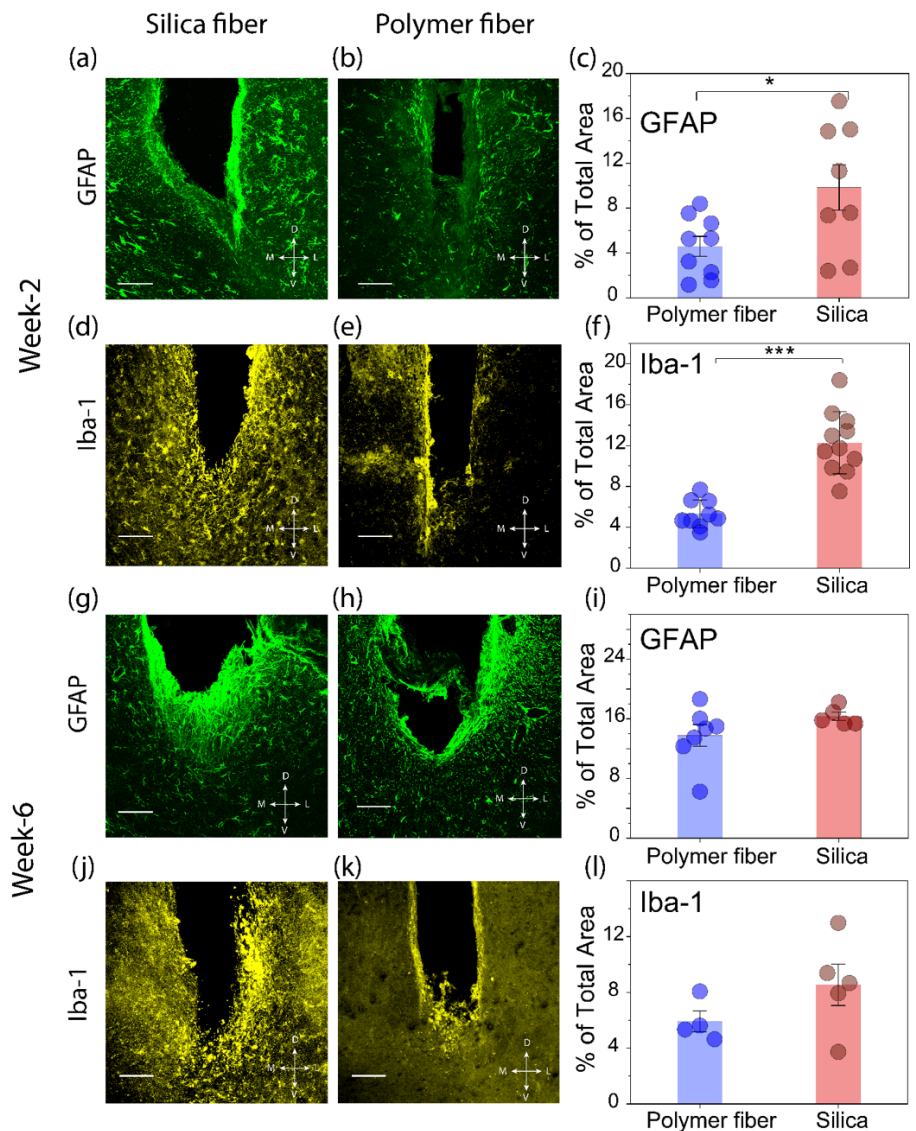 Silica fiber Polymer fiber
(a) (b) (c)
Week-2
GFAP
D
M L
V
D
M L
V
% of Total Area
20
16
12
8
4
0
GFAP
*
Polymer fiber Silica
(d) (e) (f)
Iba-1
D
M L
V
D
M L
V
% of Total Area
20
16
12
8
4
0
Iba-1
***
Polymer fiber Silica
(g) (h) (i)
Week-6
GFAP
D
M L
V
D
M L
V
% of Total Area
24
16
8
0
GFAP
Polymer fiber Silica
(j) (k) (l)
Iba-1
D
M L
V
D
M L
V
% of Total Area
12
8
4
0
Iba-1
Polymer fiber Silica